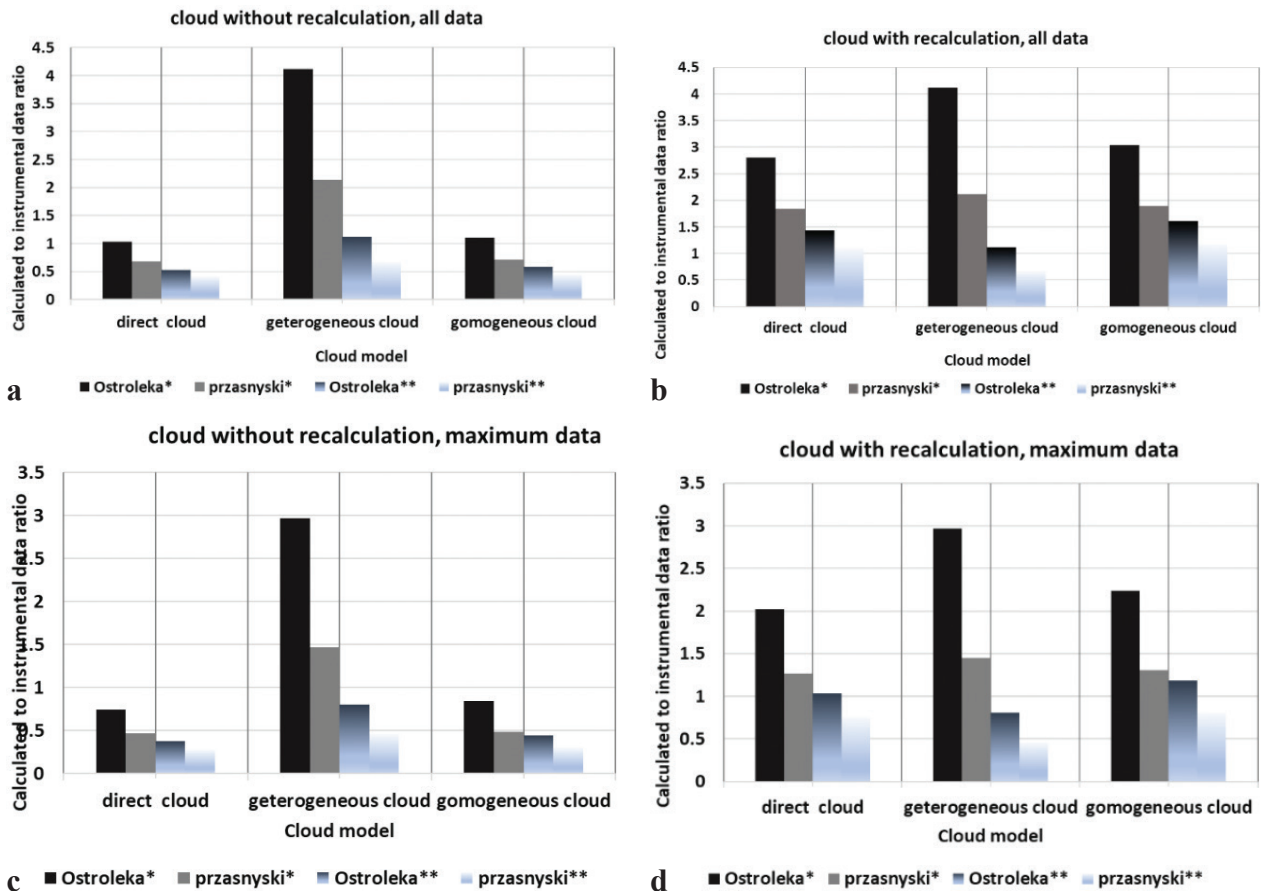 cloud without recalculation, all data
Calculated to instrumental data ratio
4.5
4
3.5
3
2.5
2
1.5
1
0.5
0
direct cloud
geterogeneous cloud
gomogeneous cloud
Cloud model
Ostroleka*
przasnyski*
Ostroleka**
przasnyski**
a
cloud with recalculation, all data
Calculated to instrumental data ratio
4.5
4
3.5
3
2.5
2
1.5
1
0.5
0
direct cloud
geterogeneous cloud
gomogeneous cloud
Cloud model
Ostroleka*
przasnyski*
Ostroleka**
przasnyski**
b
cloud without recalculation, maximum data
Calculated to instrumental data ratio
3.5
3
2.5
2
1.5
1
0.5
0
direct cloud
geterogeneous cloud
gomogeneous cloud
Cloud model
Ostroleka*
przasnyski*
Ostroleka**
przasnyski**
c
cloud with recalculation, maximum data
Calculated to instrumental data ratio
3.5
3
2.5
2
1.5
1
0.5
0
direct cloud
geterogeneous cloud
gomogeneous cloud
Cloud model
Ostroleka*
przasnyski*
Ostroleka**
przasnyski**
d